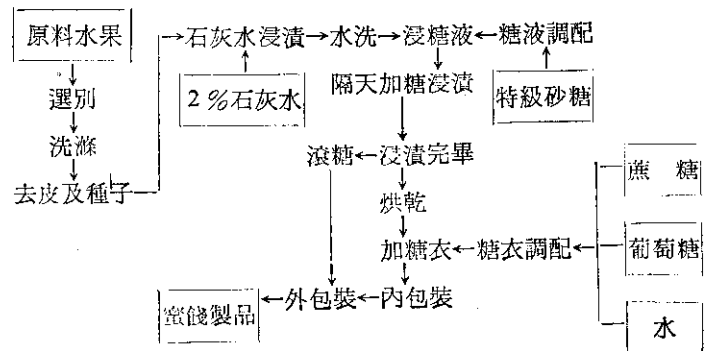 原料水果
石灰水浸漬
水洗
浸糖液
糖液調配
選別
2%石灰水
隔天加糖浸漬
特級砂糖
洗滌
滾糖
浸漬完畢
去皮及種子
蔗糖
烘乾
加糖衣
糖衣調配
葡萄糖
蜜餞製品
外包裝
內包裝
水